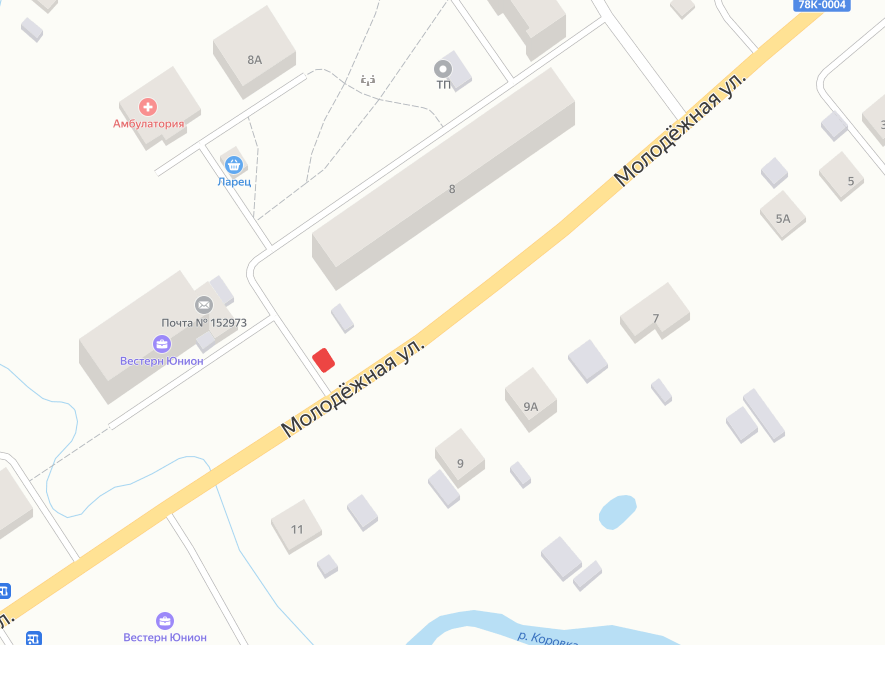 78К-0004
8А
ТП
Амбулатория
Ларец
8
Молодёжная ул.
5
5А
Почта № 152973
Вестерн Юнион
7
Молодёжная ул.
9А
9
11
л.
Вестерн Юнион
р. Коровка